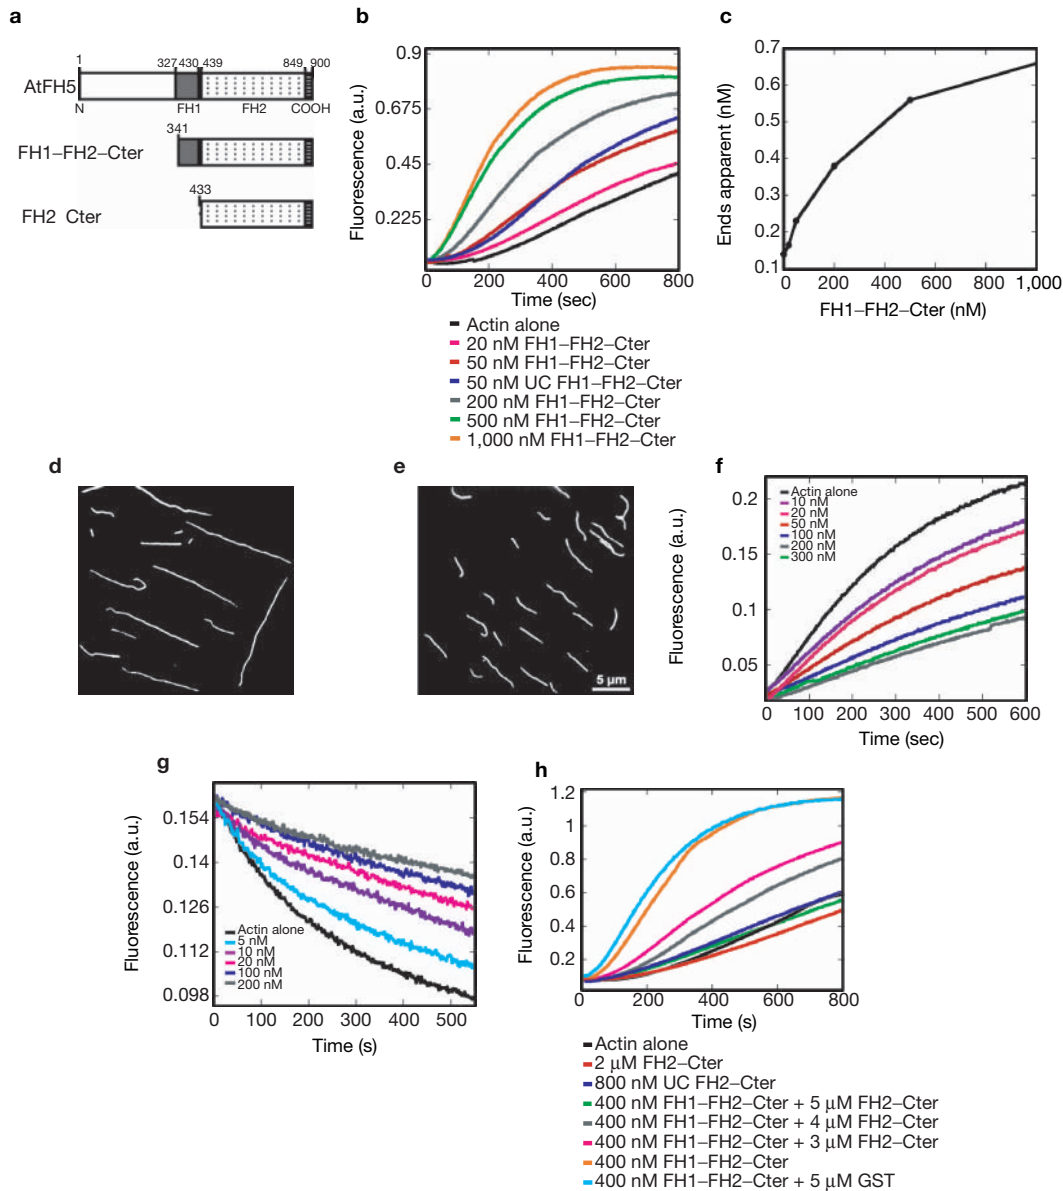 a
1
327 430 439
849 900
AtFH5
N
FH1
FH2
COOH
341
FH1–FH2–Cter
433
FH2 Cter
b
0.9
0.675
0.45
0.225
Fluorescence (a.u.)
0 200 400 600 800
Time (sec)
Actin alone
20 nM FH1–FH2–Cter
50 nM FH1–FH2–Cter
50 nM UC FH1–FH2–Cter
200 nM FH1–FH2–Cter
500 nM FH1–FH2–Cter
1,000 nM FH1–FH2–Cter
c
0.7
0.6
0.5
0.4
0.3
0.2
0.1
Ends apparent (nM)
0 200 400 600 800 1,000
FH1–FH2–Cter (nM)
d
e
5 µm
f
0.2
0.15
0.1
0.05
Fluorescence (a.u.)
Actin alone
10 nM
20 nM
50 nM
100 nM
200 nM
300 nM
0 100 200 300 400 500 600
Time (sec)
g
0.154
0.14
0.126
0.112
0.098
Fluorescence (a.u.)
Actin alone
5 nM
10 nM
20 nM
100 nM
200 nM
0 100 200 300 400 500
Time (s)
h
1.2
1
0.8
0.6
0.4
0.2
Fluorescence (a.u.)
0 200 400 600 800
Time (s)
Actin alone
2 µM FH2–Cter
800 nM UC FH2–Cter
400 nM FH1–FH2–Cter + 5 µM FH2–Cter
400 nM FH1–FH2–Cter + 4 µM FH2–Cter
400 nM FH1–FH2–Cter + 3 µM FH2–Cter
400 nM FH1–FH2–Cter
400 nM FH1–FH2–Cter + 5 µM GST